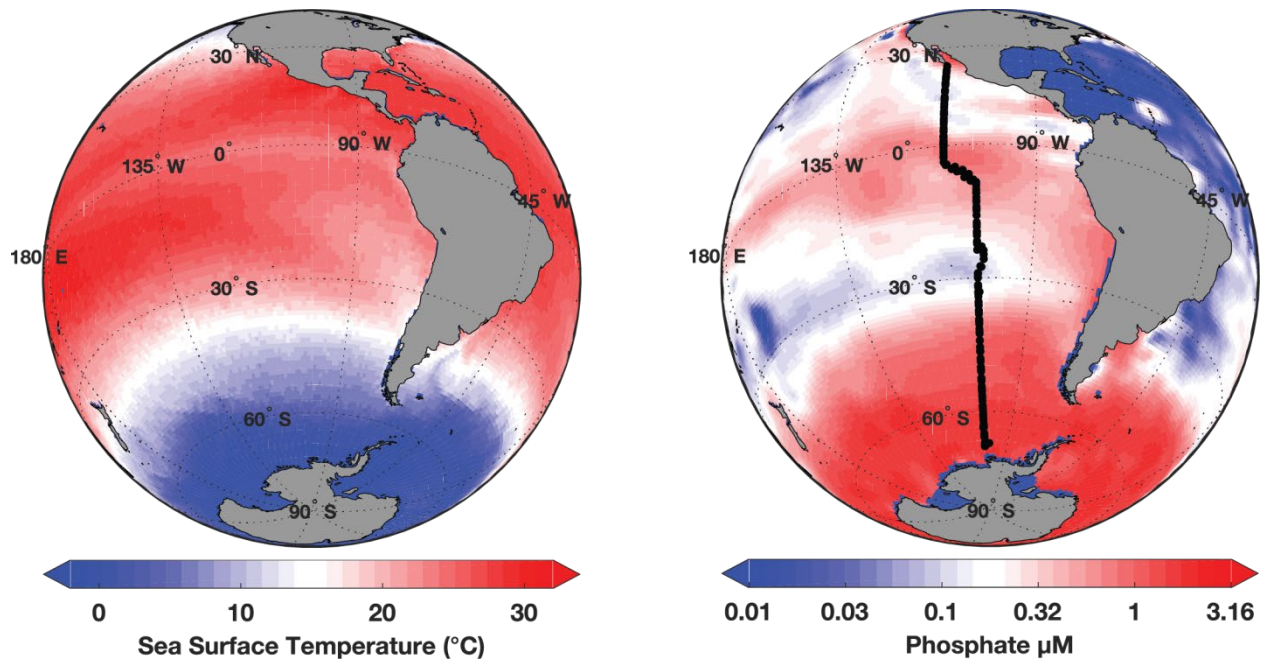 30° N
135° W
0°
90° W
45° W
180° E
30° S
60° S
90° S
0 10 20 30
Sea Surface Temperature (°C)
30° N
135° W
0°
90° W
45° W
180° E
30° S
60° S
90° S
0.01 0.03 0.1 0.32 1 3.16
Phosphate µM